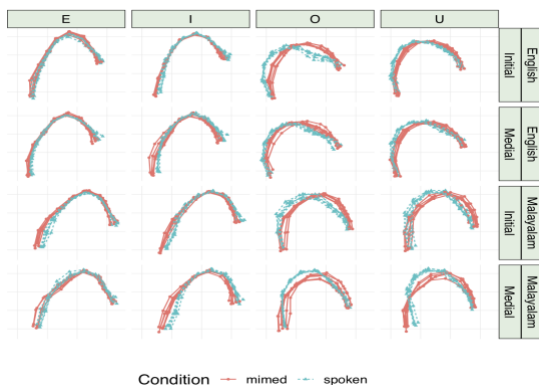 E I O U
English
Initial
English
Medial
Malayalam
Initial
Malayalam
Medial
Condition mimed spoken